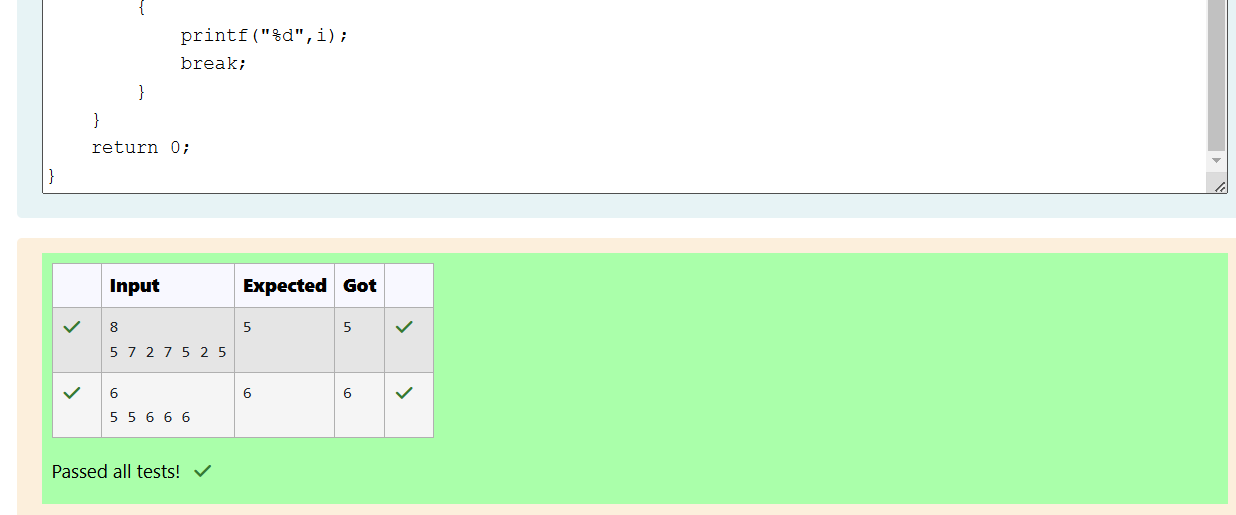 {
printf("%d",i);
break;
}
}
return 0;
}
Input Expected Got
8 5 5
5 7 2 7 5 2 5
6 6 6
5 5 6 6 6
Passed all tests!